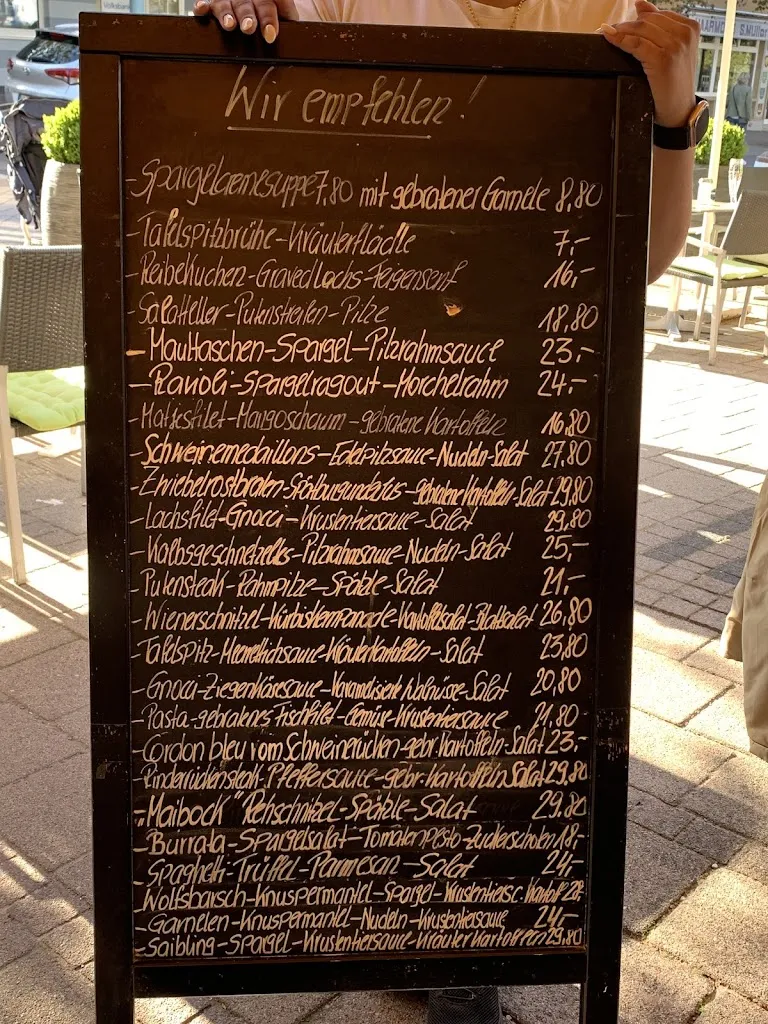 Wir empfehlen!
- Spargelcremesuppe 7,80 mit gebratener Garnele 8,80
- Tafelspitzbrühe - Kräuterflädle 7,-
- Reibekuchen - Graved Lachs - Feigensenf 16,-
- Salatteller - Putenstreifen - Pilze 18,80
- Maultaschen - Spargel - Pilzrahmsauce 23,-
- Ravioli - Spargelragout - Morchelrahm 24,-
- Matjesfilet - Mangoschaum - gebratene Kartoffeln 16,80
- Schweinemedaillons - Edelpilzsauce - Nudeln - Salat 27,80
- Zwiebelrostbraten - Spätburgunderjus - gebratene Kartoffeln - Salat 29,80
- Lachsfilet - Gnocci - Krustentiersauce - Salat 29,80
- Kalbsgeschnetzeltes - Pilzrahmsauce - Nudeln - Salat 25,-
- Putensteak - Rahmpilze - Spätzle - Salat 21,-
- Wienerschnitzel - Kürbiskernpanade - Kartoffelsalat - Blattsalat 26,80
- Tafelspitz - Meerrettichsauce - Kräuterkartoffeln - Salat 23,80
- Gnocci - Ziegenkäsesauce - Karamelisierte Walnüsse - Salat 20,80
- Pasta - gebratenes Fischfilet - Gemüse - Krustentiersauce 21,80
- Cordon bleu vom Schweinerücken - gebr. Kartoffeln - Salat 23,-
- Rinderrückensteak - Pfeffersauce - gebr. Kartoffeln Salat 29,80
- „Maibock" Rehschnitzel - Spätzle - Salat 29,80
- Burrata - Spargelsalat - Tomatenpesto - Zuckerschoten 18,-
- Spaghetti - Trüffel - Parmesan - Salat 24,-
- Wolfsbarsch - Knuspermantel - Spargel - Krustentiers. Kartoff
- Garnelen - Knuspermantel - Nudeln - Krustentiersauce 24,-
- Saibling - Spargel - Krustentiersauce - Kräuterkartoffeln 29,80